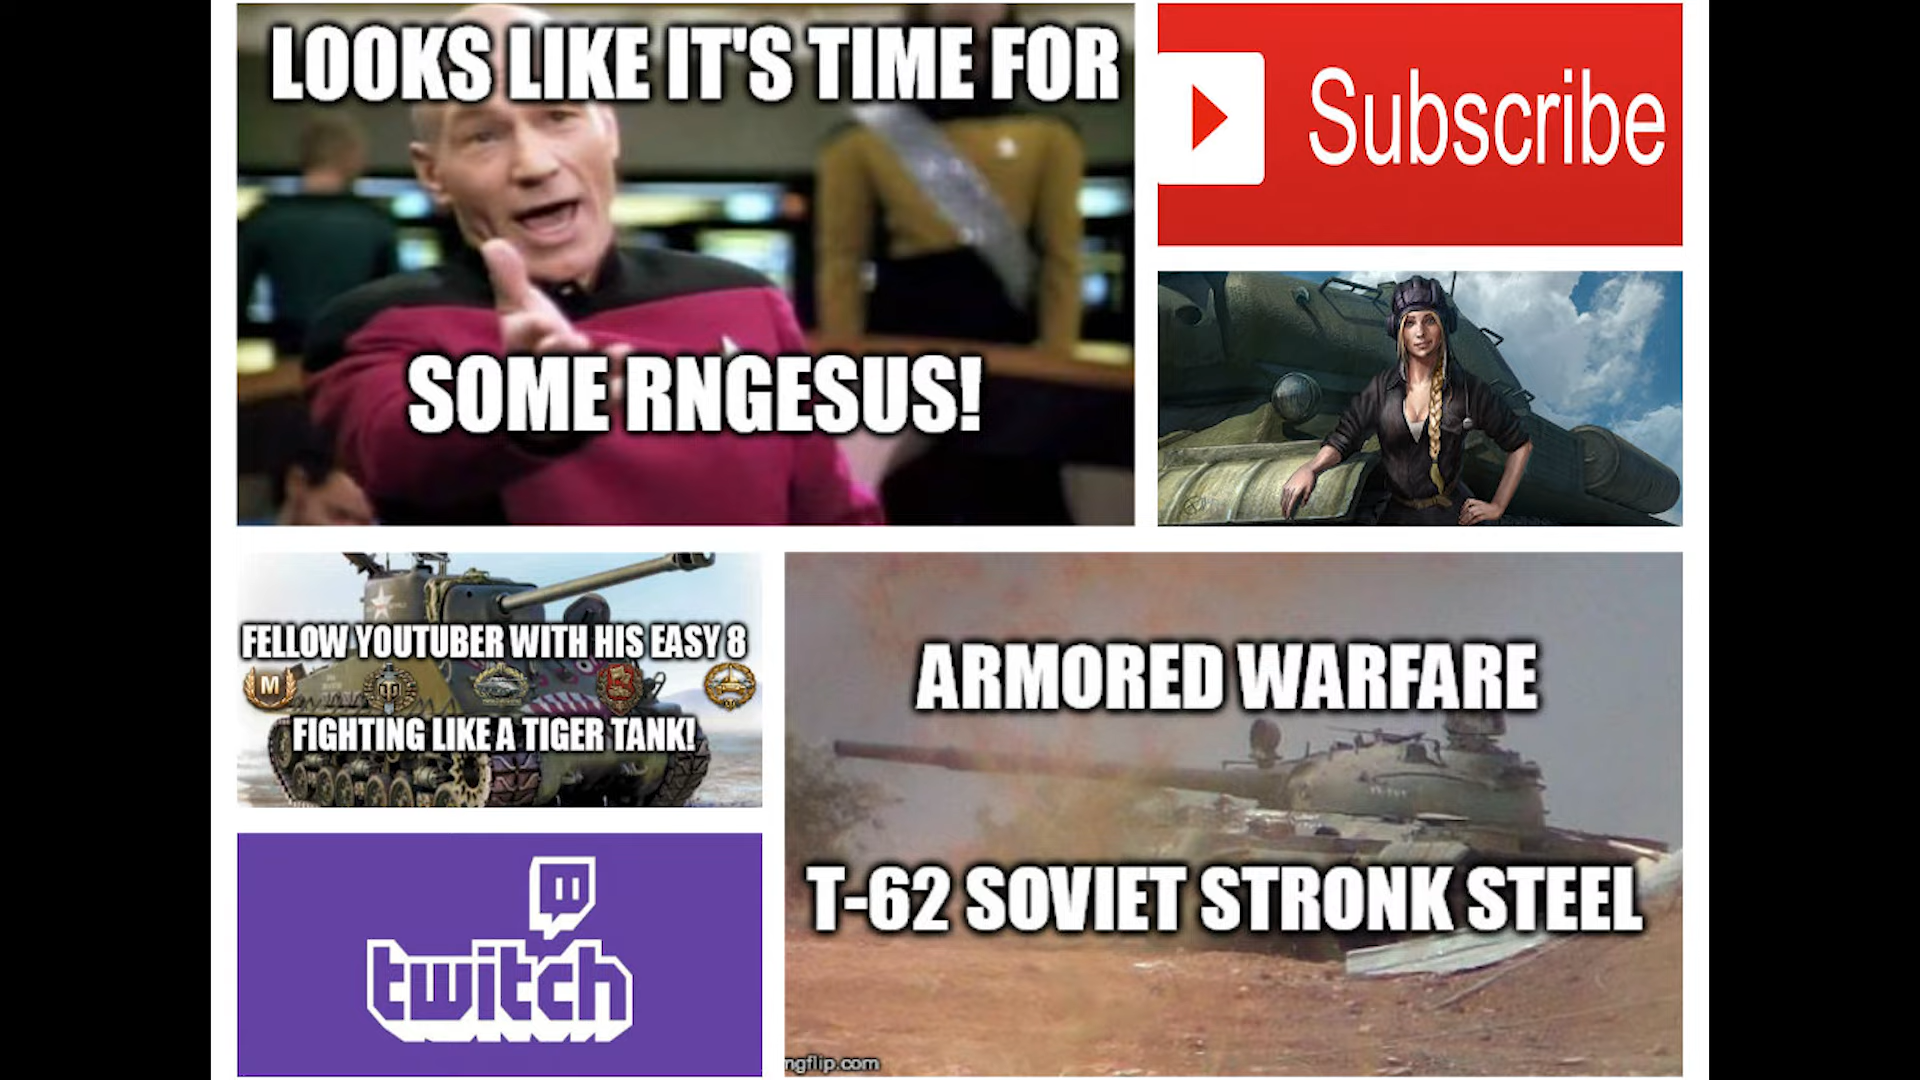 LOOKS LIKE IT'S TIME FOR
SOME RNGESUS!
Subscribe
FELLOW YOUTUBER WITH HIS EASY 8
M
FIGHTING LIKE A TIGER TANK!
ARMORED WARFARE
T-62 SOVIET STRONK STEEL
twitch
mgflip.com